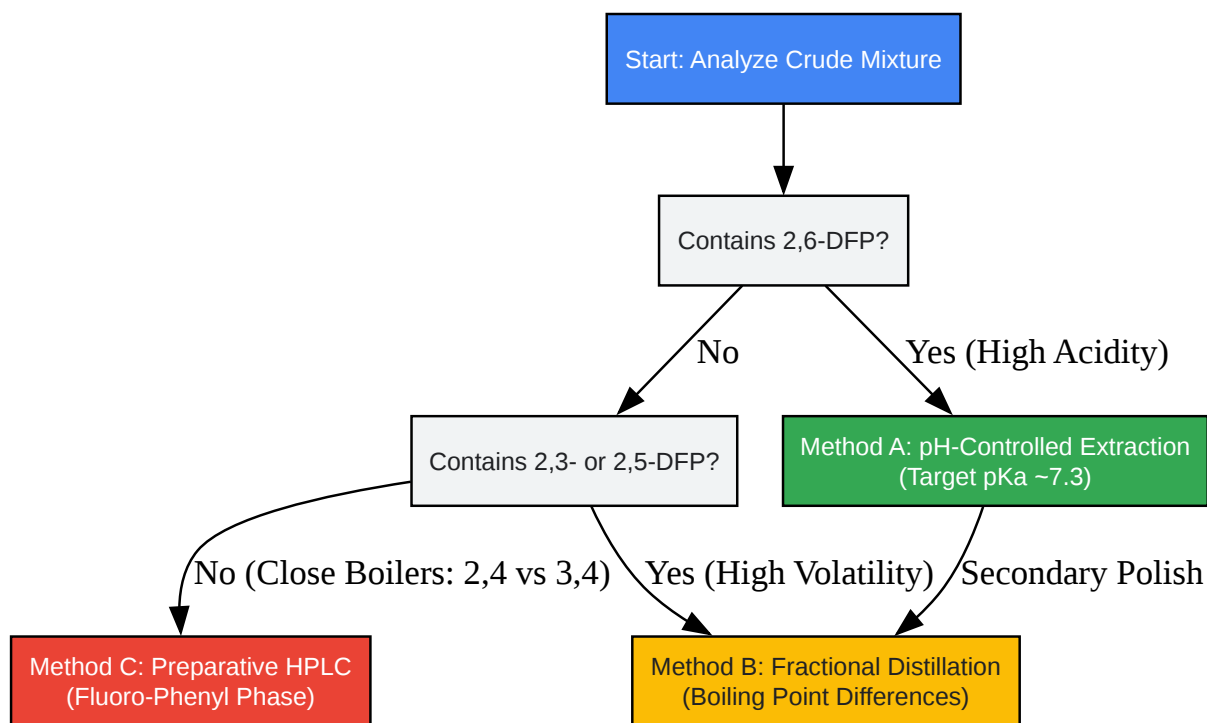 Start: Analyze Crude Mixture
Contains 2,6-DFP?
No
Yes (High Acidity)
Contains 2,3- or 2,5-DFP?
Method A: pH-Controlled Extraction
(Target pKa ~7.3)
No (Close Boilers: 2,4 vs 3,4)
Yes (High Volatility)
Secondary Polish
Method C: Preparative HPLC
(Fluoro-Phenyl Phase)
Method B: Fractional Distillation
(Boiling Point Differences)